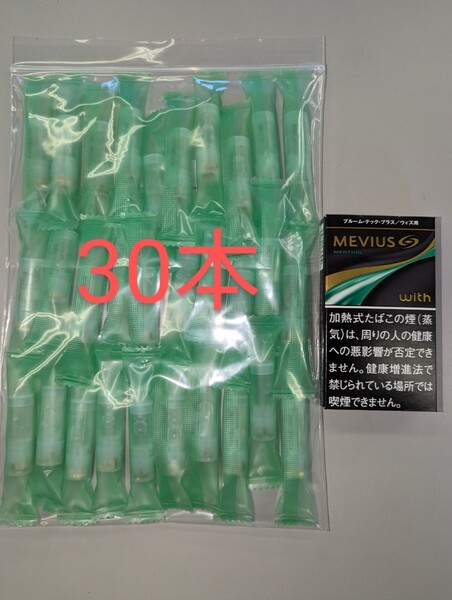 30本
ブルーム・テック・プラス/ウィズ用
MEVIUS
MENTHOL
with
加熱式たばこの煙(蒸
気)は、周りの人の健康
への悪影響が否定でき
ません。健康増進法で
禁じられている場所では
喫煙できません。